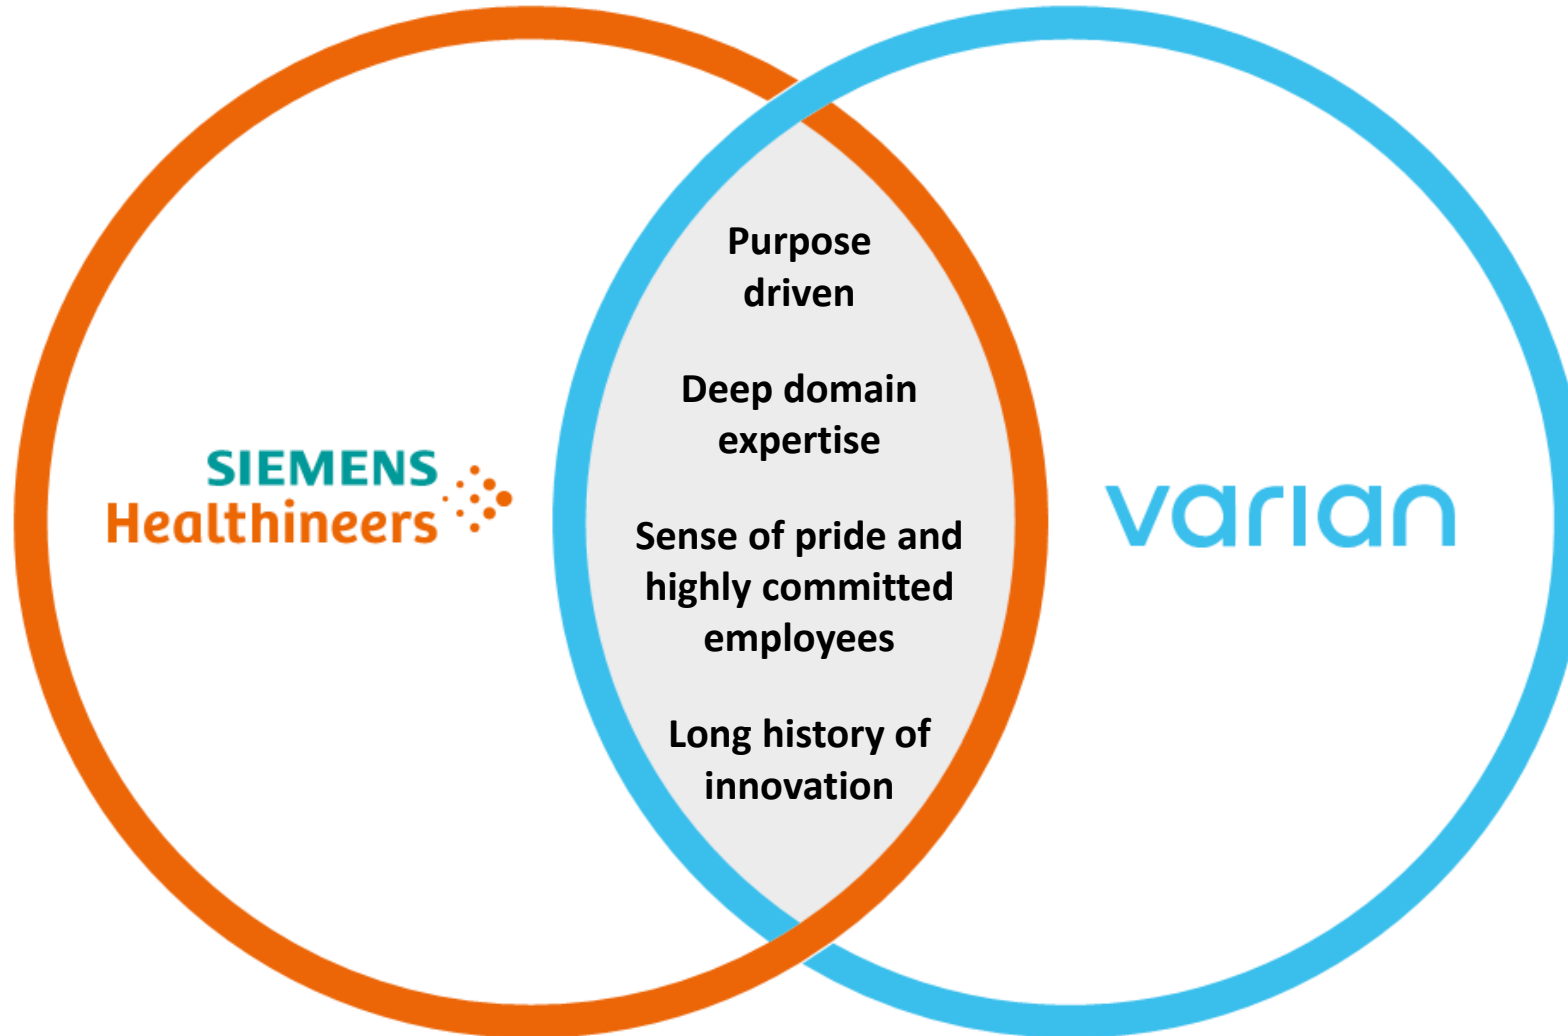 SIEMENS
Healthineers
Purpose
driven
Deep domain
expertise
Sense of pride and
highly committed
employees
Long history of
innovation
varian